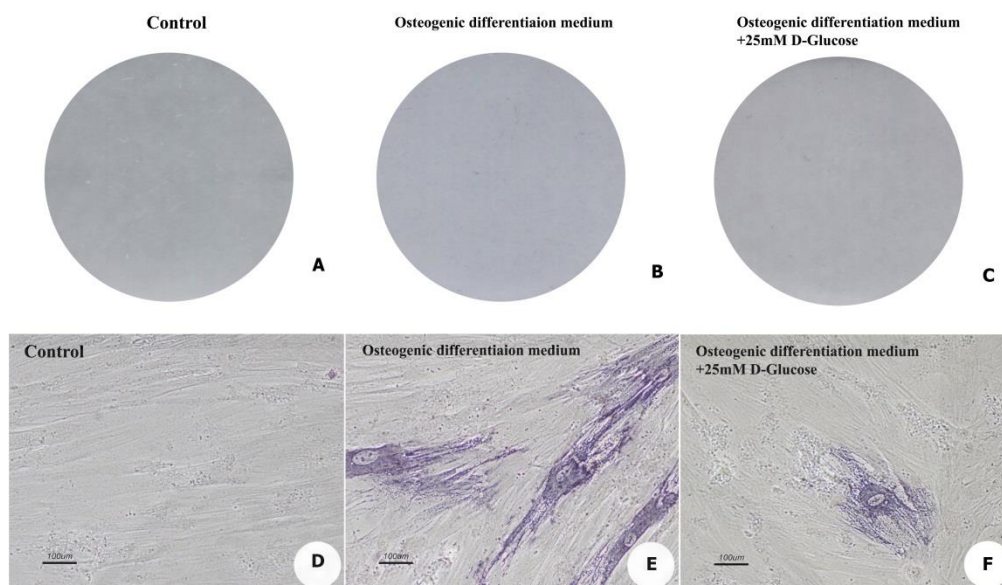 Control
Osteogenic differentiaion medium
Osteogenic differentiation medium
+25mM D-Glucose
A
B
C
Control
Osteogenic differentiaion medium
Osteogenic differentiation medium
+25mM D-Glucose
100um
D
100um
E
100um
F